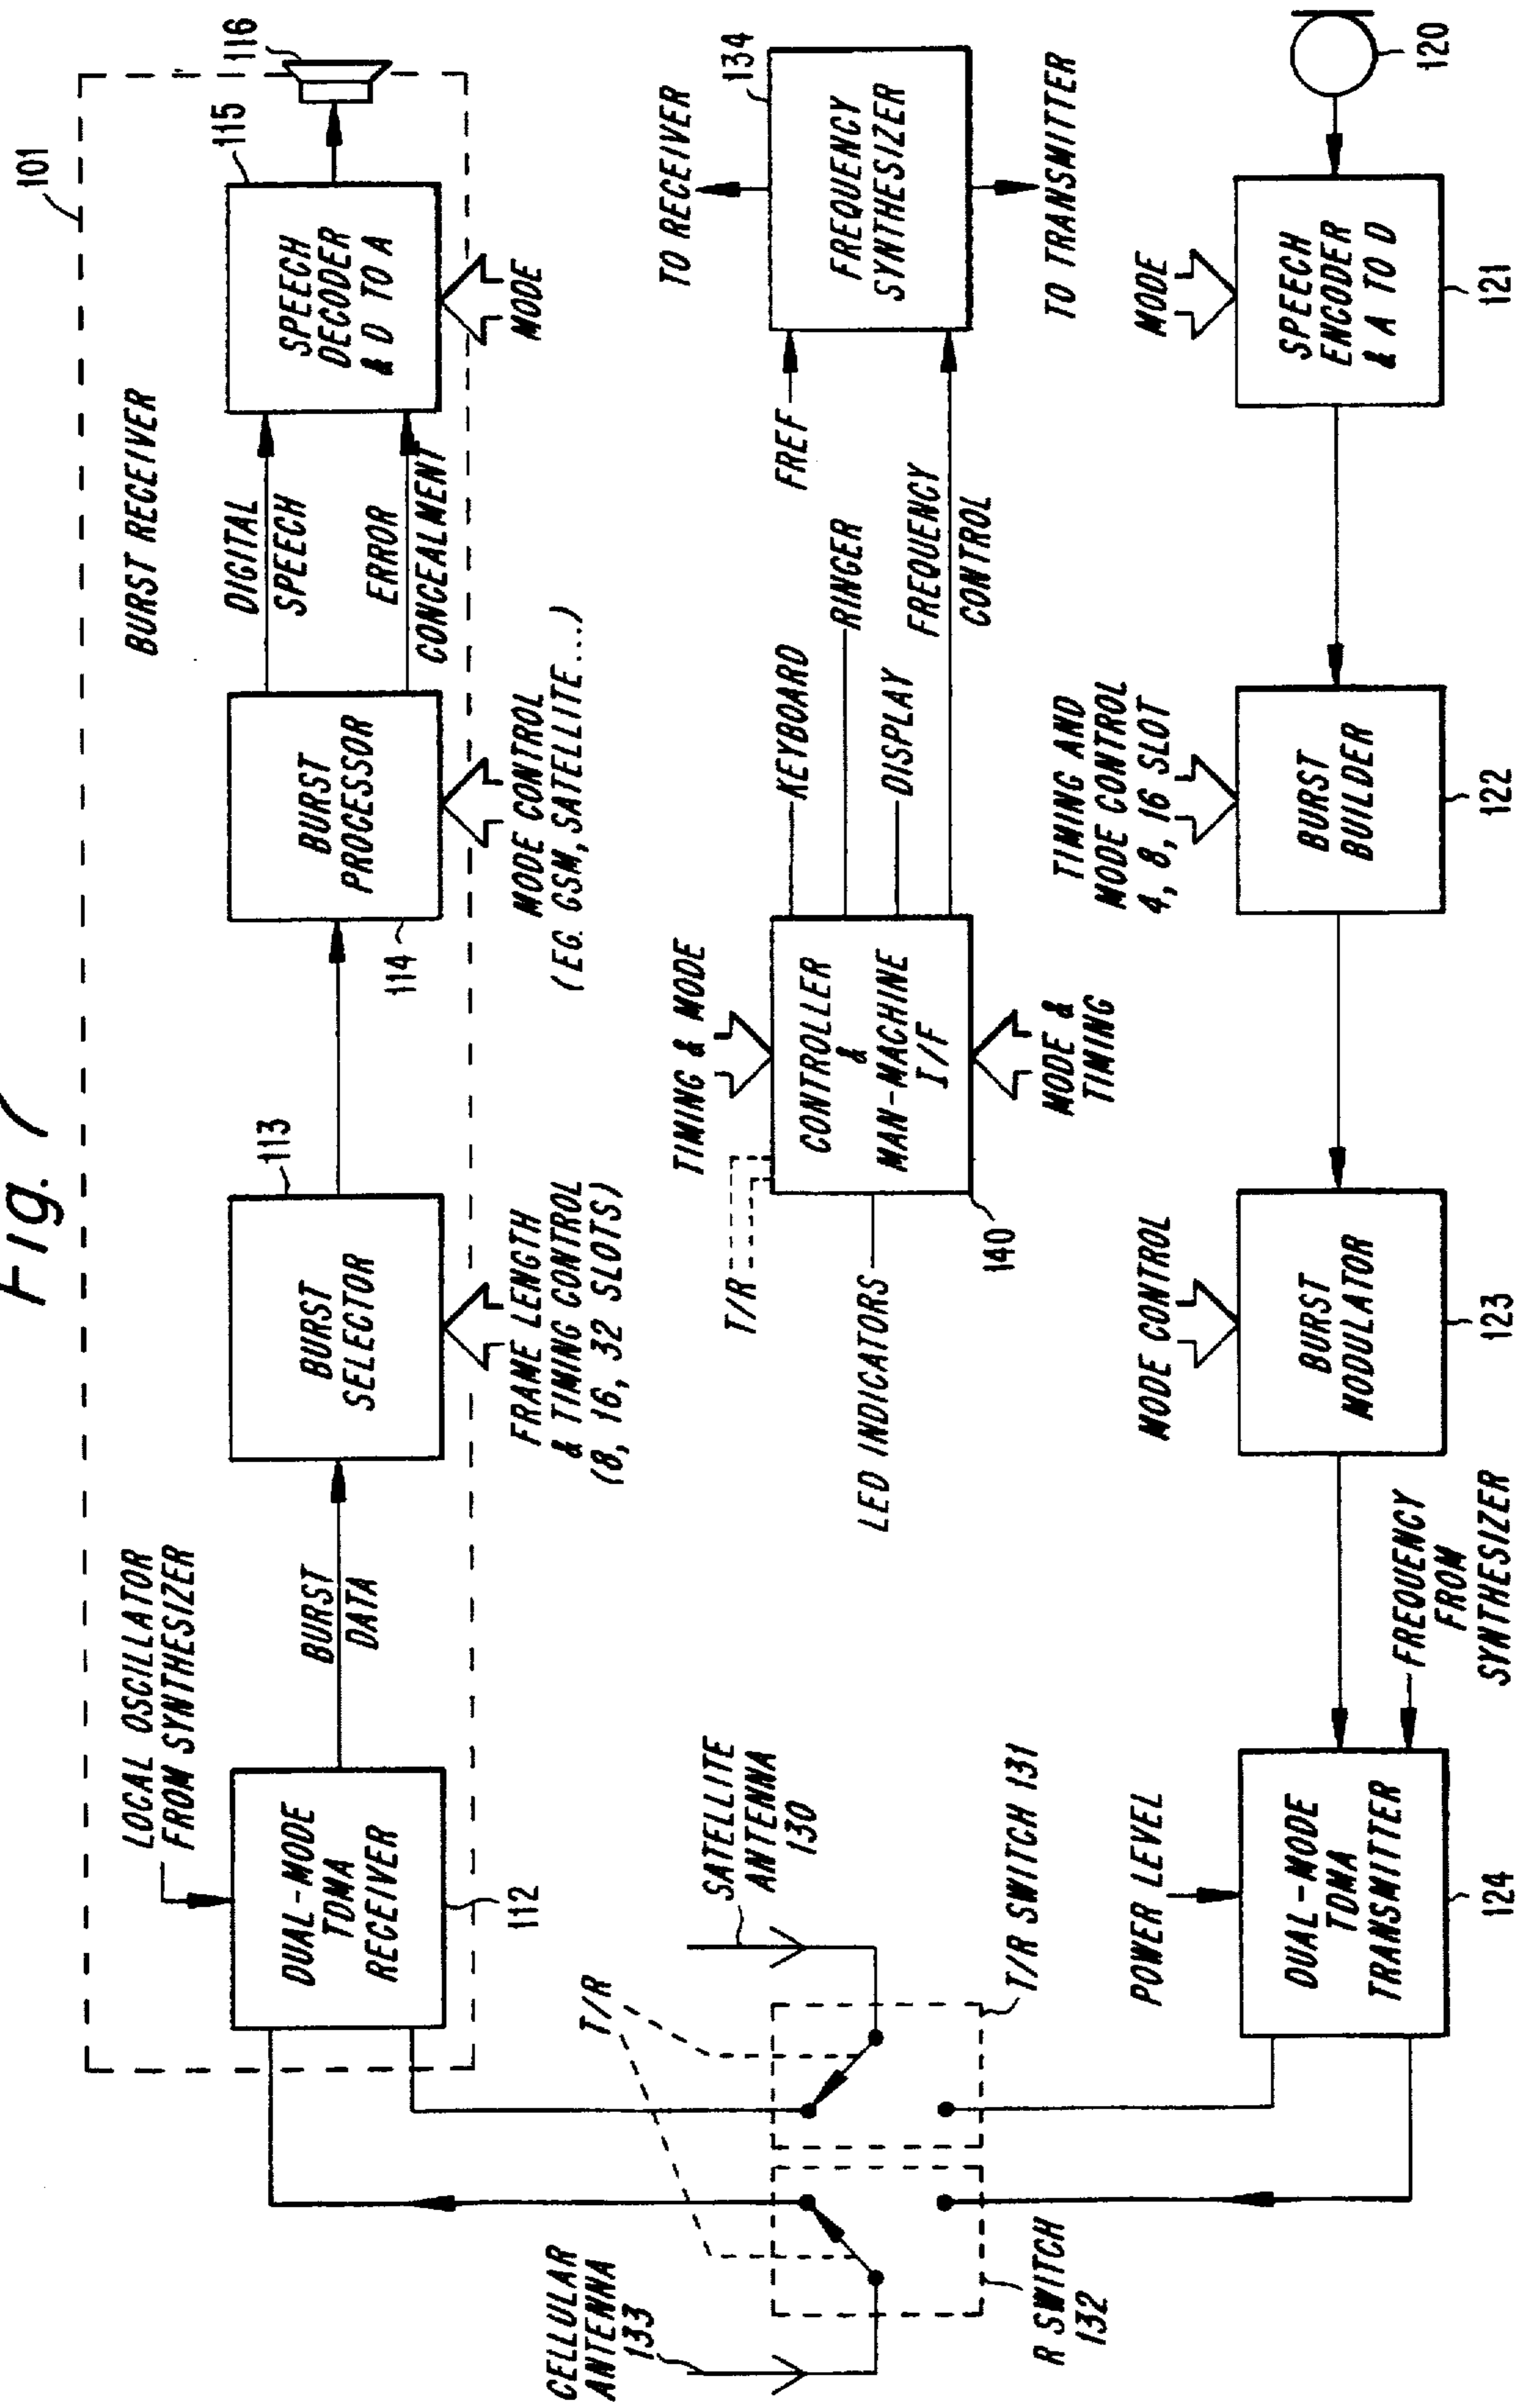 Fig. 7
101
BURST RECEIVER
LOCAL OSCILLATOR
FROM SYNTHESIZER
DUAL-MODE
TDMA
RECEIVER
112
BURST
DATA
BURST
SELECTOR
113
FRAME LENGTH
& TIMING CONTROL
(8, 16, 32 SLOTS)
BURST
PROCESSOR
114
MODE CONTROL
(EG. GSM, SATELLITE...)
DIGITAL
SPEECH
ERROR
CONCEALMENT
SPEECH
DECODER
& D TO A
115
MODE
116
CELLULAR
ANTENNA
133
T/R
SATELLITE
ANTENNA
130
R SWITCH
132
T/R SWITCH 131
T/R
LED INDICATORS
TIMING & MODE
CONTROLLER
&
MAN-MACHINE
I/F
140
MODE &
TIMING
KEYBOARD
RINGER
DISPLAY
FREQUENCY
CONTROL
FREF
FREQUENCY
SYNTHESIZER
134
TO RECEIVER
TO TRANSMITTER
POWER LEVEL
DUAL-MODE
TDMA
TRANSMITTER
124
FREQUENCY
FROM
SYNTHESIZER
MODE CONTROL
BURST
MODULATOR
123
TIMING AND
MODE CONTROL
4, 8, 16 SLOT
BURST
BUILDER
122
MODE
SPEECH
ENCODER
& A TO D
121
120